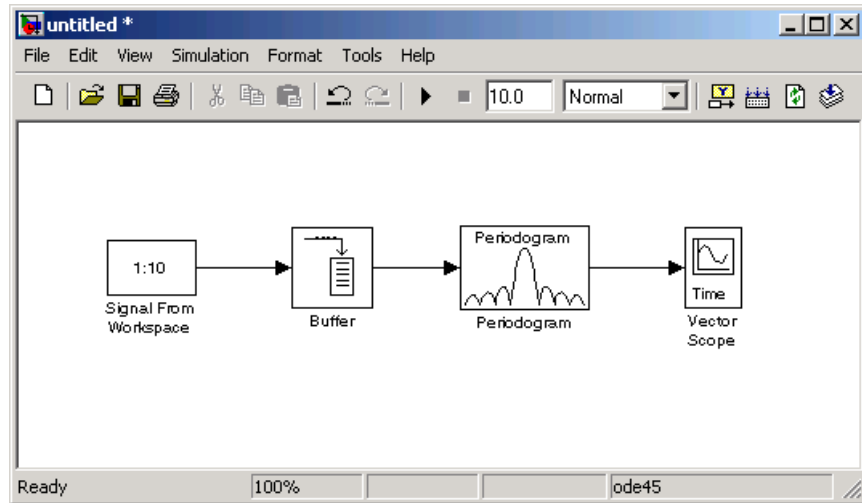 untitled *
File Edit View Simulation Format Tools Help
10.0 Normal
Periodogram
1:10
Time
Signal From
Workspace
Buffer
Periodogram
Vector
Scope
Ready 100% ode45